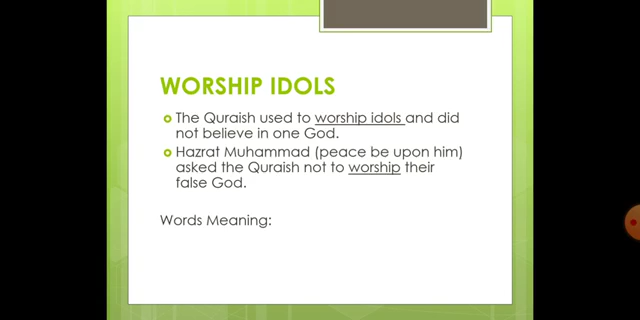 WORSHIP IDOLS
The Quraish used to worship idols and did
not believe in one God.
Hazrat Muhammad (peace be upon him)
asked the Quraish not to worship their
false God.
Words Meaning: